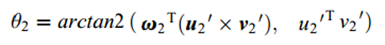 θ₂ = arctan2 ( ω₂ᵀ(u₂′ × v₂′), u₂′ᵀ v₂′)